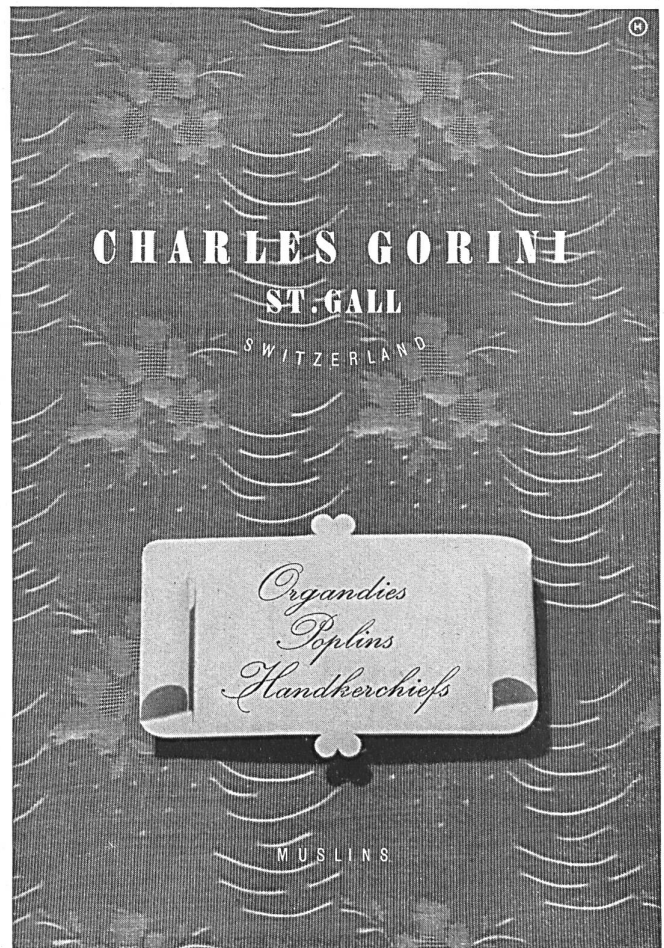 CHARLES GORINI
ST. GALL
SWITZERLAND
Organdies
Poplins
Handkerchiefs
MUSLINS